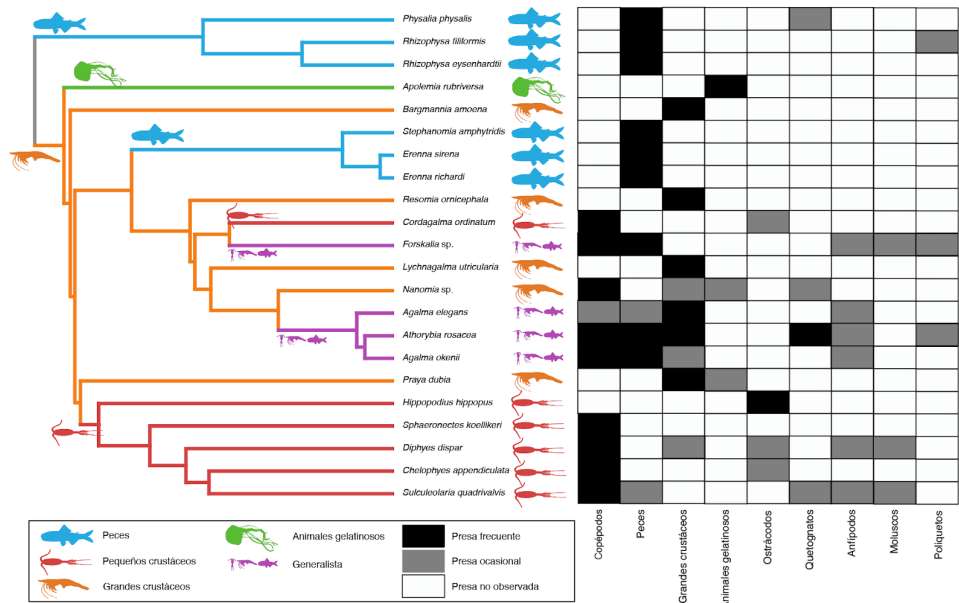 Physalia physalis
Rhizophysa filiformis
Rhizophysa eysenhardtii
Apolemia rubriversa
Bargmannia amoena
Stephanomia amphytridis
Erenna sirena
Erenna richardi
Resomia ornicephala
Cordagalma ordinatum
Forskalia sp.
Lychnagalma utricularia
Nanomia sp.
Agalma elegans
Athorybia rosacea
Agalma okenii
Praya dubia
Hippopodius hippopus
Sphaeronectes koellikeri
Diphyes dispar
Chelophyes appendiculata
Sulculeolaria quadrivalvis
Copépodos
Peces
Grandes crustáceos
Animales gelatinosos
Ostrácodos
Quetognatos
Anfípodos
Moluscos
Poliquetos
Peces
Pequeños crustáceos
Grandes crustáceos
Animales gelatinosos
Generalista
Presa frecuente
Presa ocasional
Presa no observada